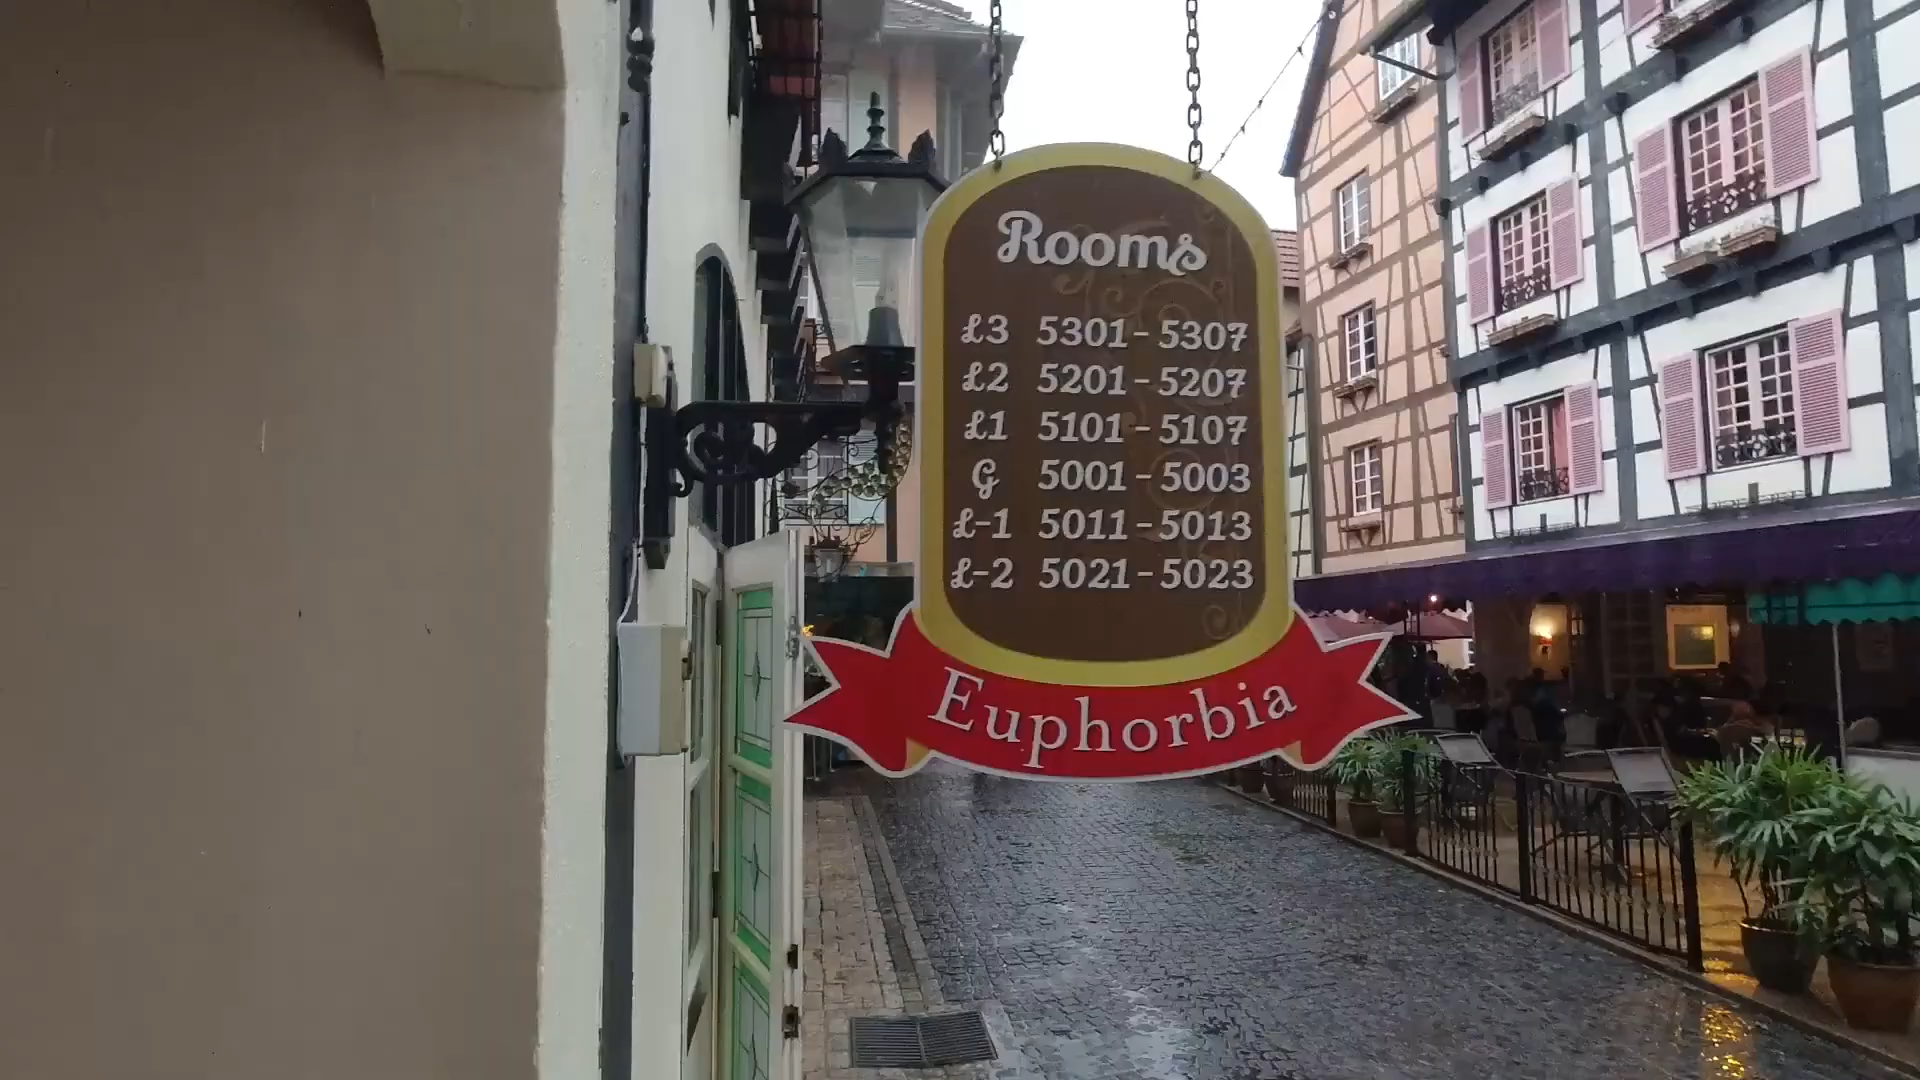 Rooms
L3 5301 - 5307
L2 5201 - 5207
L1 5101 - 5107
G 5001 - 5003
L-1 5011 - 5013
L-2 5021 - 5023
Euphorbia